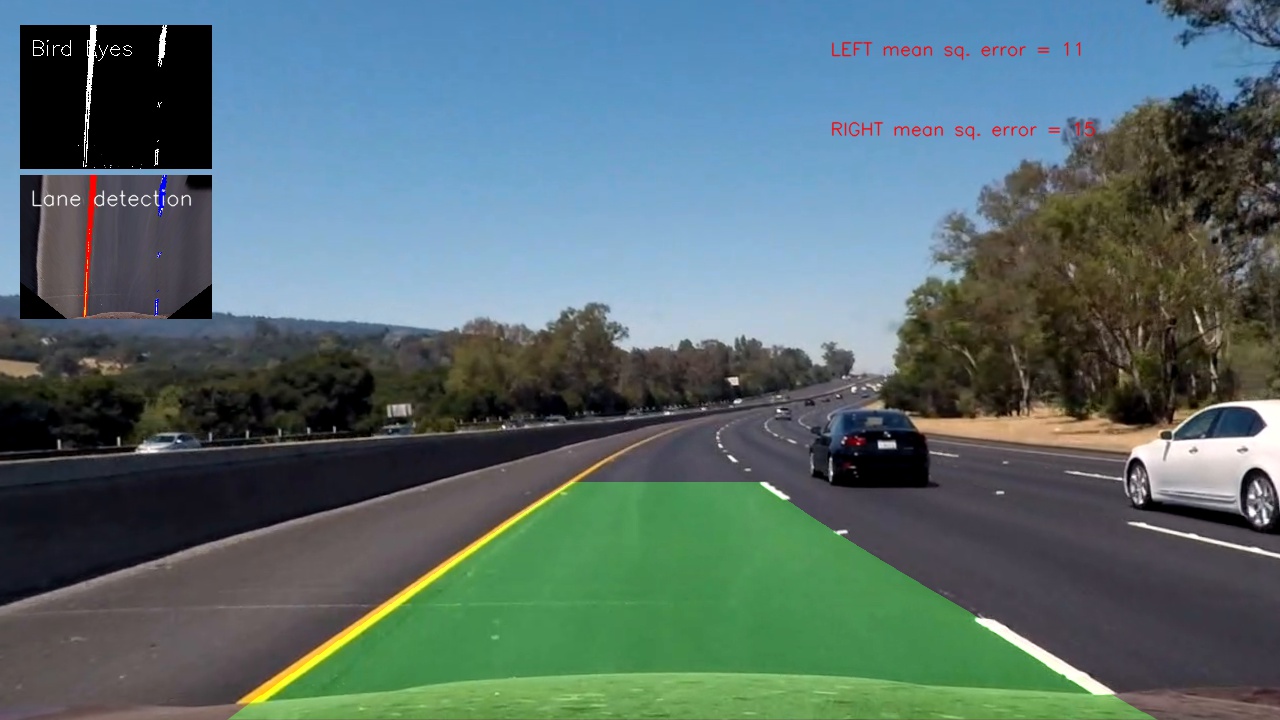 Bird Eyes
LEFT mean sq. error = 11
RIGHT mean sq. error = 15
Lane detection